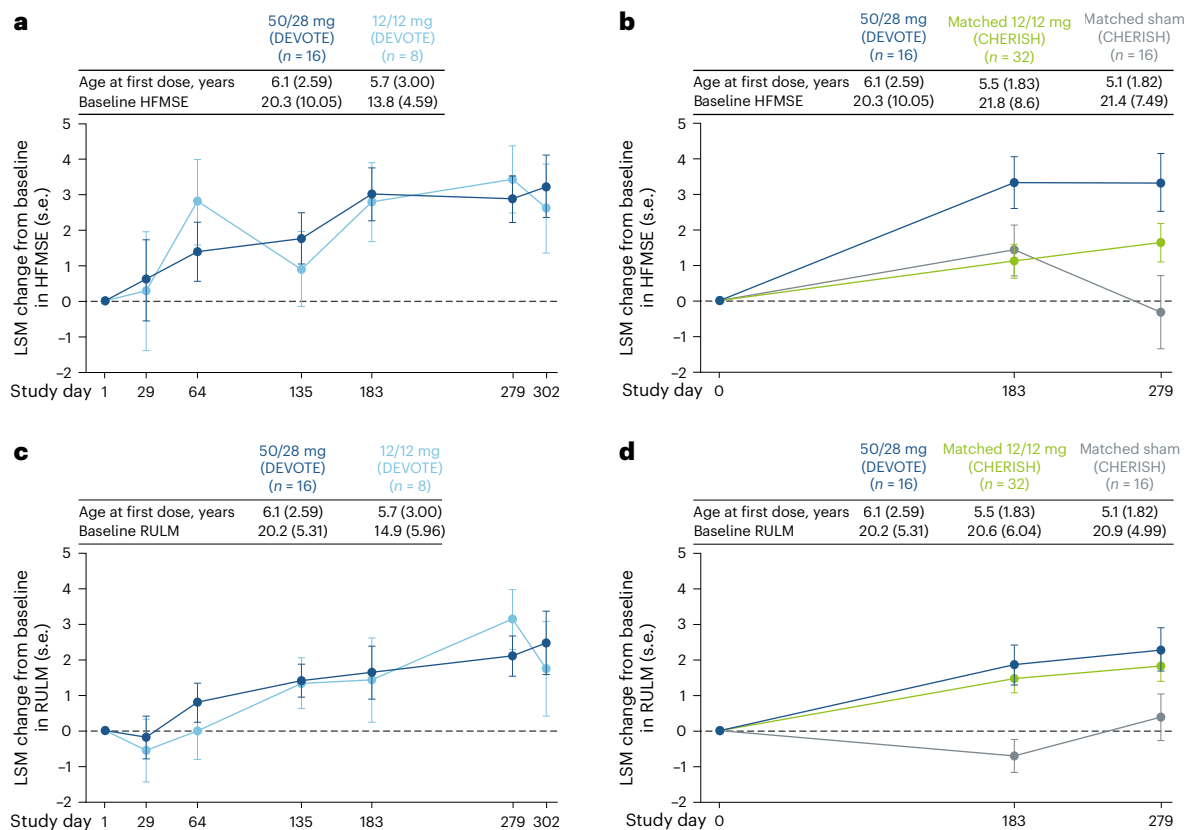 a
50/28 mg
(DEVOTE)
(n = 16)
12/12 mg
(DEVOTE)
(n = 8)
Age at first dose, years 6.1 (2.59) 5.7 (3.00)
Baseline HFMSE 20.3 (10.05) 13.8 (4.59)
LSM change from baseline
in HFMSE (s.e.)
5
4
3
2
1
0
−1
−2
Study day 1 29 64 135 183 279 302
b
50/28 mg
(DEVOTE)
(n = 16)
Matched 12/12 mg
(CHERISH)
(n = 32)
Matched sham
(CHERISH)
(n = 16)
Age at first dose, years 6.1 (2.59) 5.5 (1.83) 5.1 (1.82)
Baseline HFMSE 20.3 (10.05) 21.8 (8.6) 21.4 (7.49)
LSM change from baseline
in HFMSE (s.e.)
5
4
3
2
1
0
−1
−2
Study day 0 183 279
c
50/28 mg
(DEVOTE)
(n = 16)
12/12 mg
(DEVOTE)
(n = 8)
Age at first dose, years 6.1 (2.59) 5.7 (3.00)
Baseline RULM 20.2 (5.31) 14.9 (5.96)
LSM change from baseline
in RULM (s.e.)
5
4
3
2
1
0
−1
−2
Study day 1 29 64 135 183 279 302
d
50/28 mg
(DEVOTE)
(n = 16)
Matched 12/12 mg
(CHERISH)
(n = 32)
Matched sham
(CHERISH)
(n = 16)
Age at first dose, years 6.1 (2.59) 5.5 (1.83) 5.1 (1.82)
Baseline RULM 20.2 (5.31) 20.6 (6.04) 20.9 (4.99)
LSM change from baseline
in RULM (s.e.)
5
4
3
2
1
0
−1
−2
Study day 0 183 279